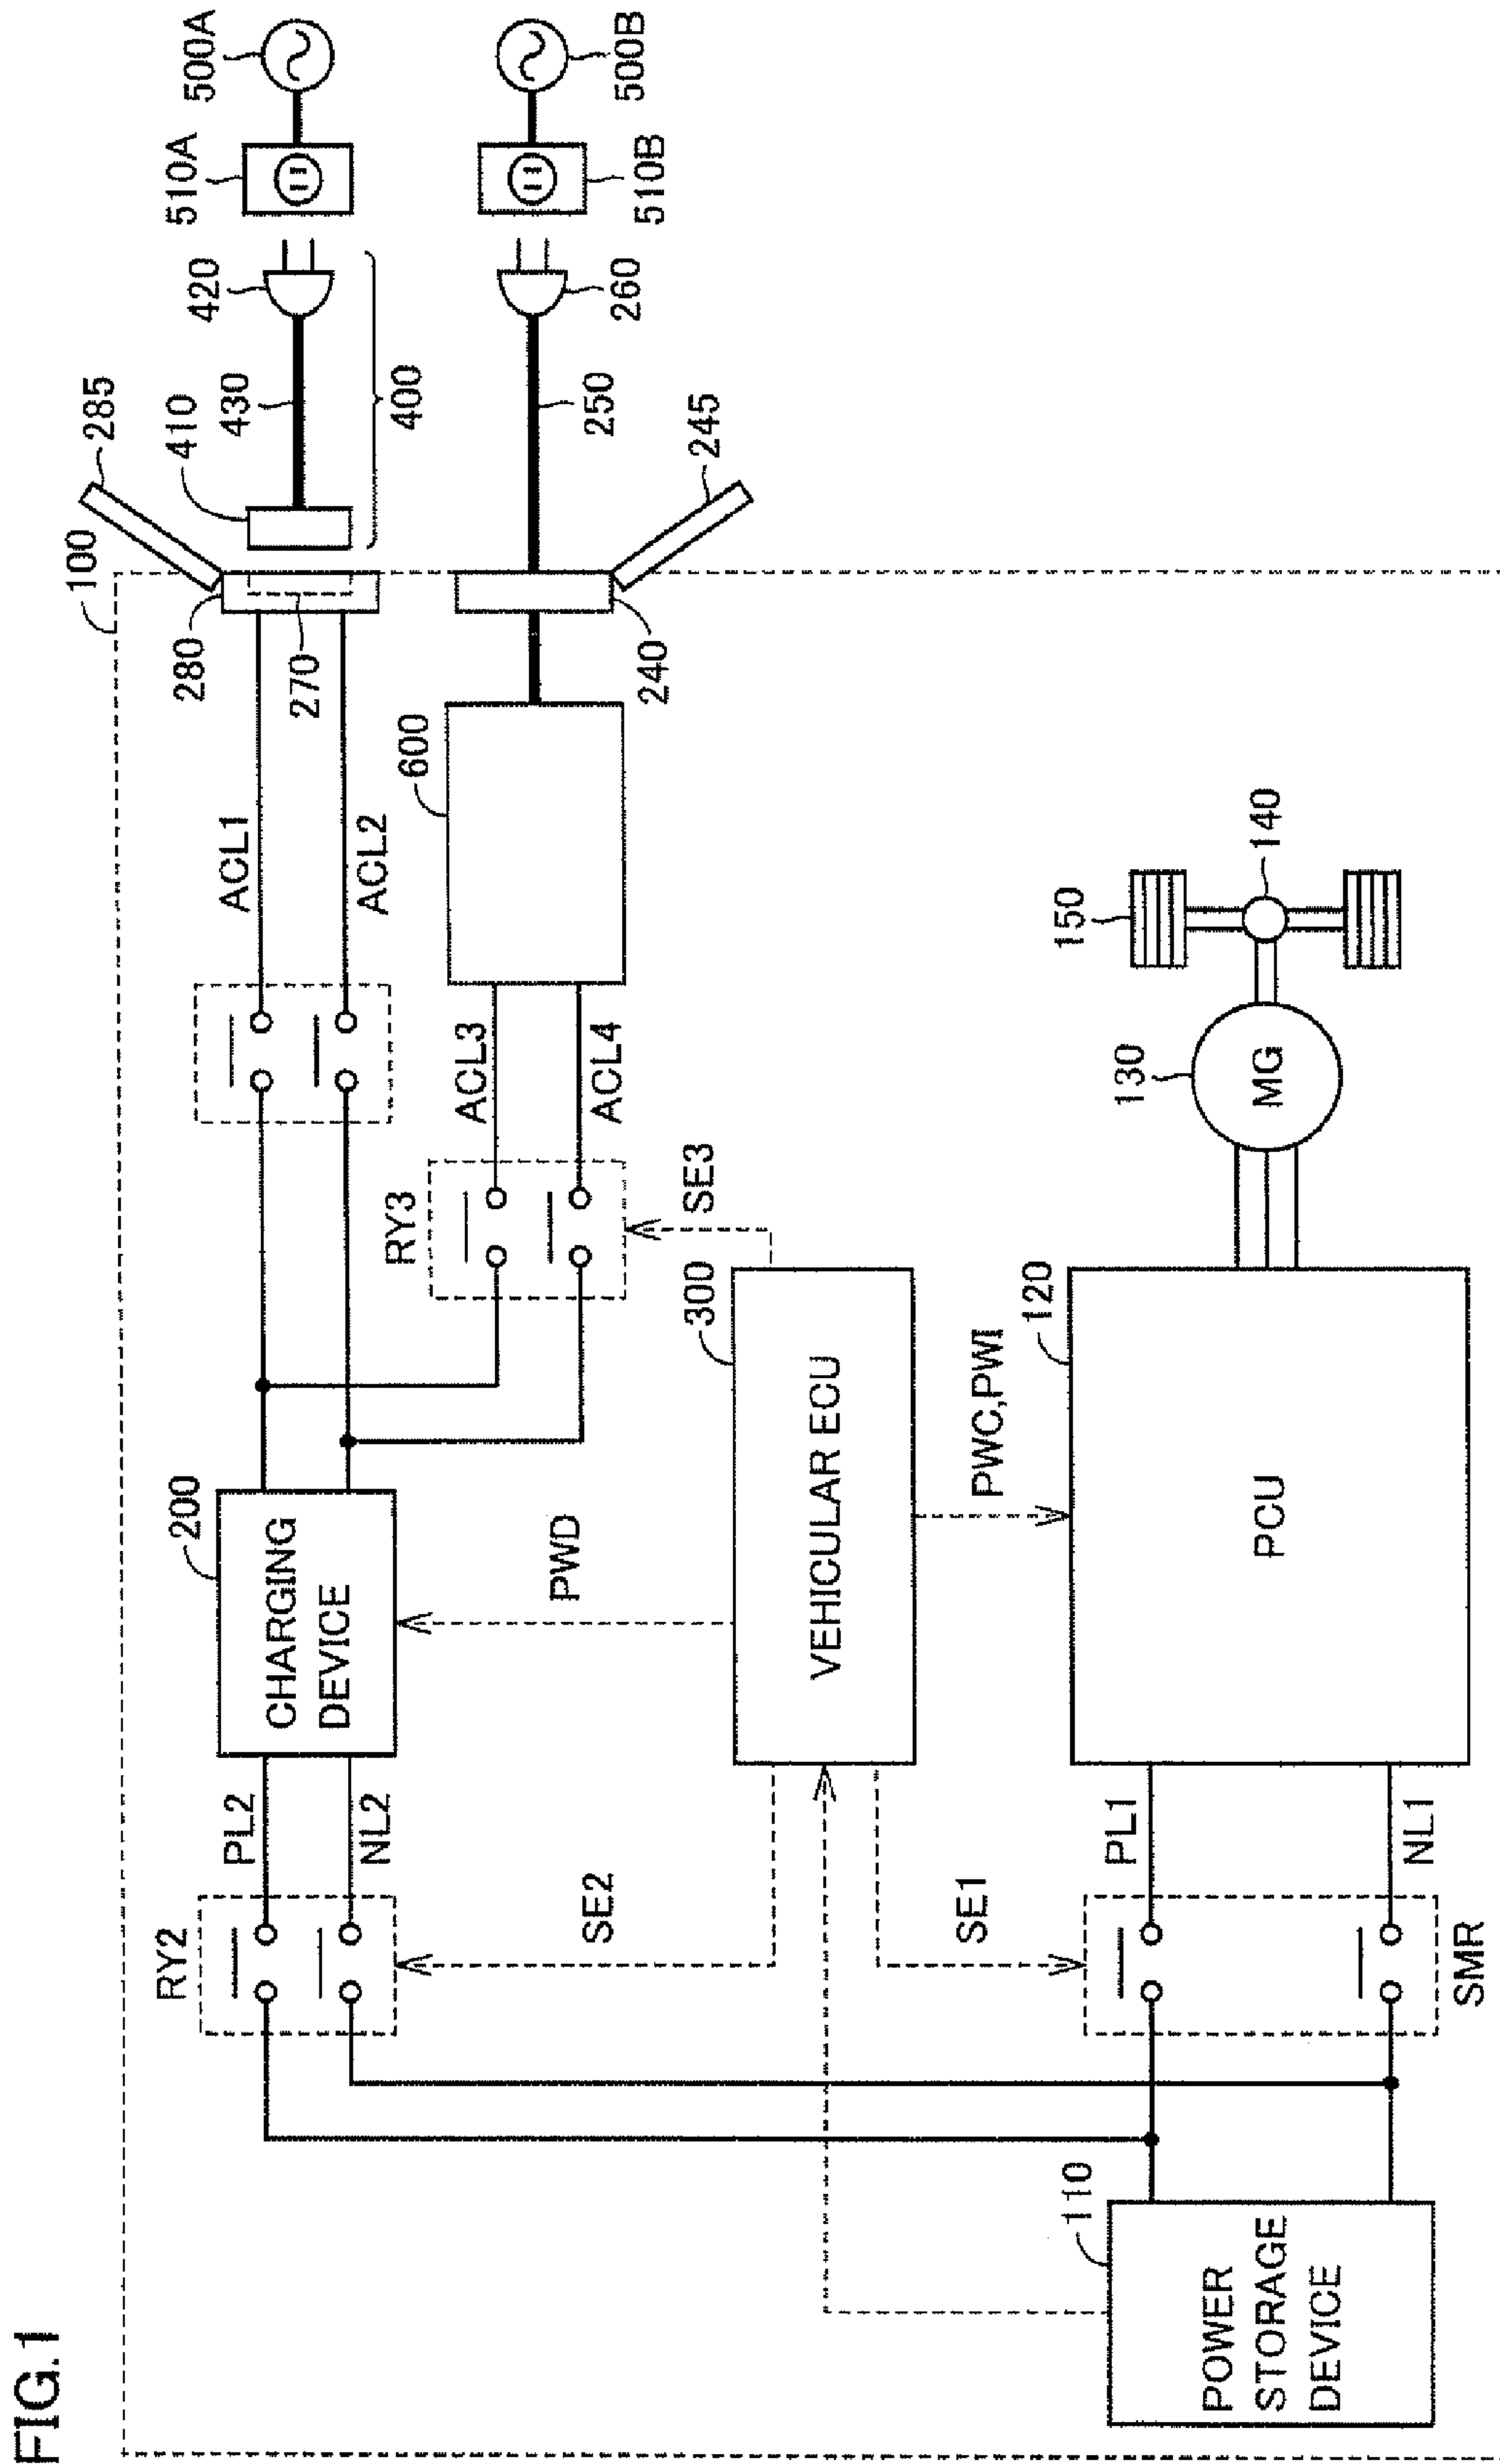 FIG.1
100
285
500A
510A
420
430
410
400
280
270
ACL1
ACL2
500B
510B
260
250
245
240
600
ACL3
ACL4
RY3
SE3
200
CHARGING
DEVICE
PL2
NL2
RY2
PWD
SE2
300
VEHICULAR ECU
PWC,PWI
SE1
120
PCU
PL1
NL1
SMR
130
MG
140
150
110
POWER
STORAGE
DEVICE